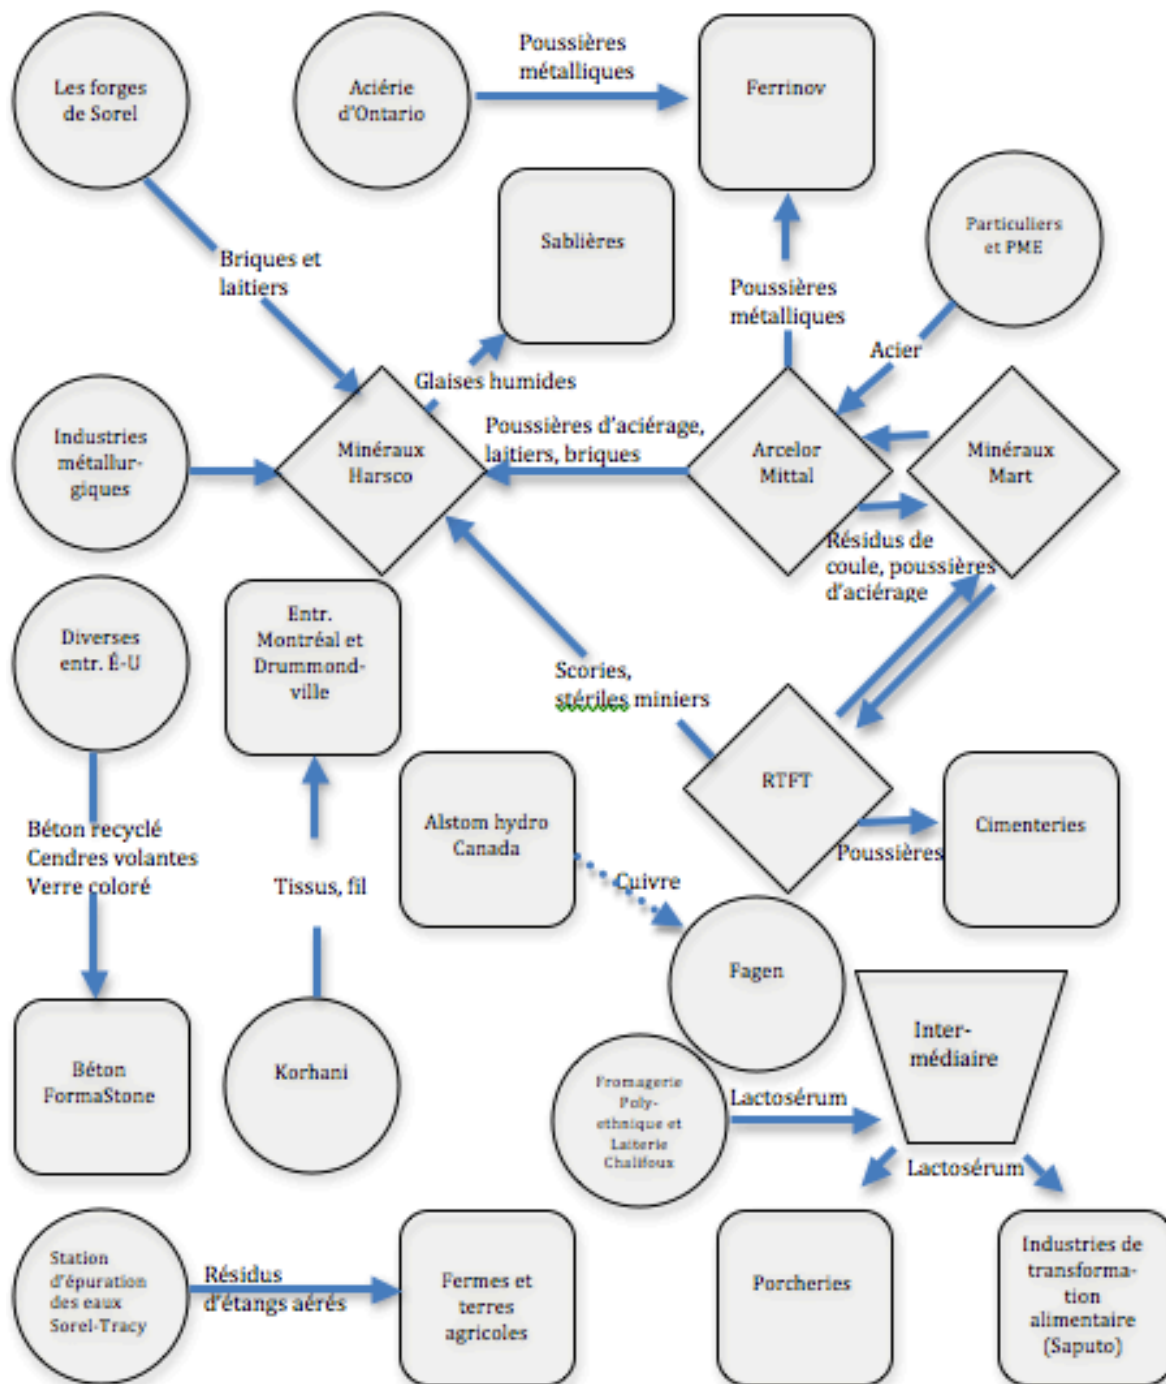 Les forges
de Sorel
Aciérie
d'Ontario
Poussières
métalliques
Ferrinov
Sablières
Particuliers
et PME
Briques et
laitiers
Poussières
métalliques
Acier
Glaises humides
Industries
métallur-
giques
Minéraux
Harsco
Poussières d'aciérage,
laitiers, briques
Arcelor
Mittal
Minéraux
Mart
Résidus de
coule, poussières
d'aciérage
Diverses
entr. É-U
Entr.
Montréal et
Drummond-
ville
Scories,
stériles miniers
RTFT
Alstom hydro
Canada
Cimenteries
Poussières
Béton recyclé
Cendres volantes
Verre coloré
Tissus, fil
Cuivre
Fagen
Inter-
médiaire
Béton
FormaStone
Korhani
Fromagerie
Poly-
ethnique et
Laiterie
Chalifoux
Lactosérum
Lactosérum
Station
d'épuration
des eaux
Sorel-Tracy
Résidus
d'étangs aérés
Fermes et
terres
agricoles
Porcheries
Industries de
transforma-
tion
alimentaire
(Saputo)